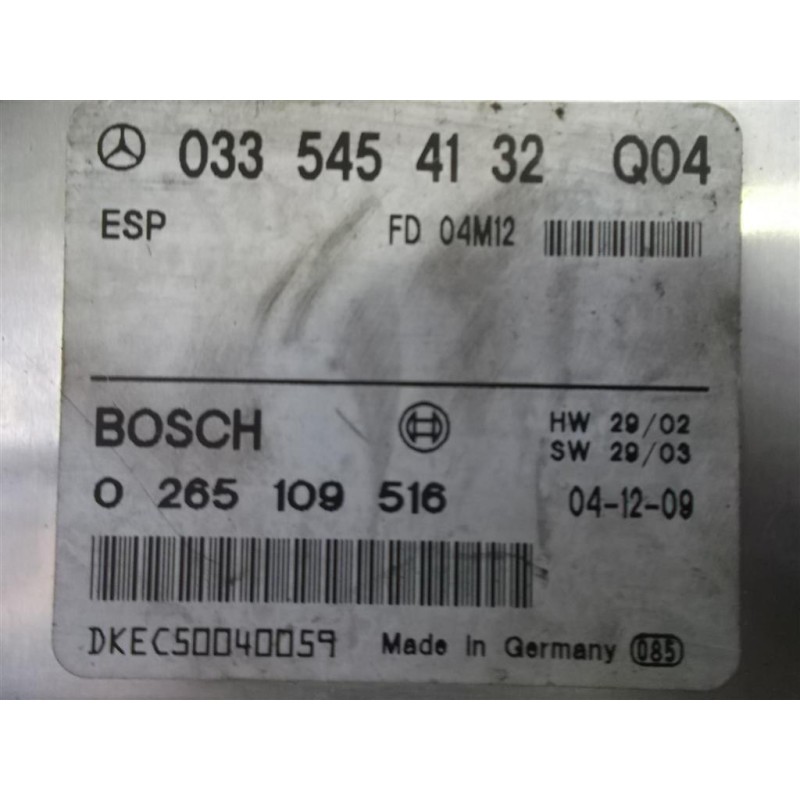 033 545 41 32 Q04
ESP FD 04M12
BOSCH HW 29/02
SW 29/03
0 265 109 516 04-12-09
DKEC50040059 Made in Germany 085